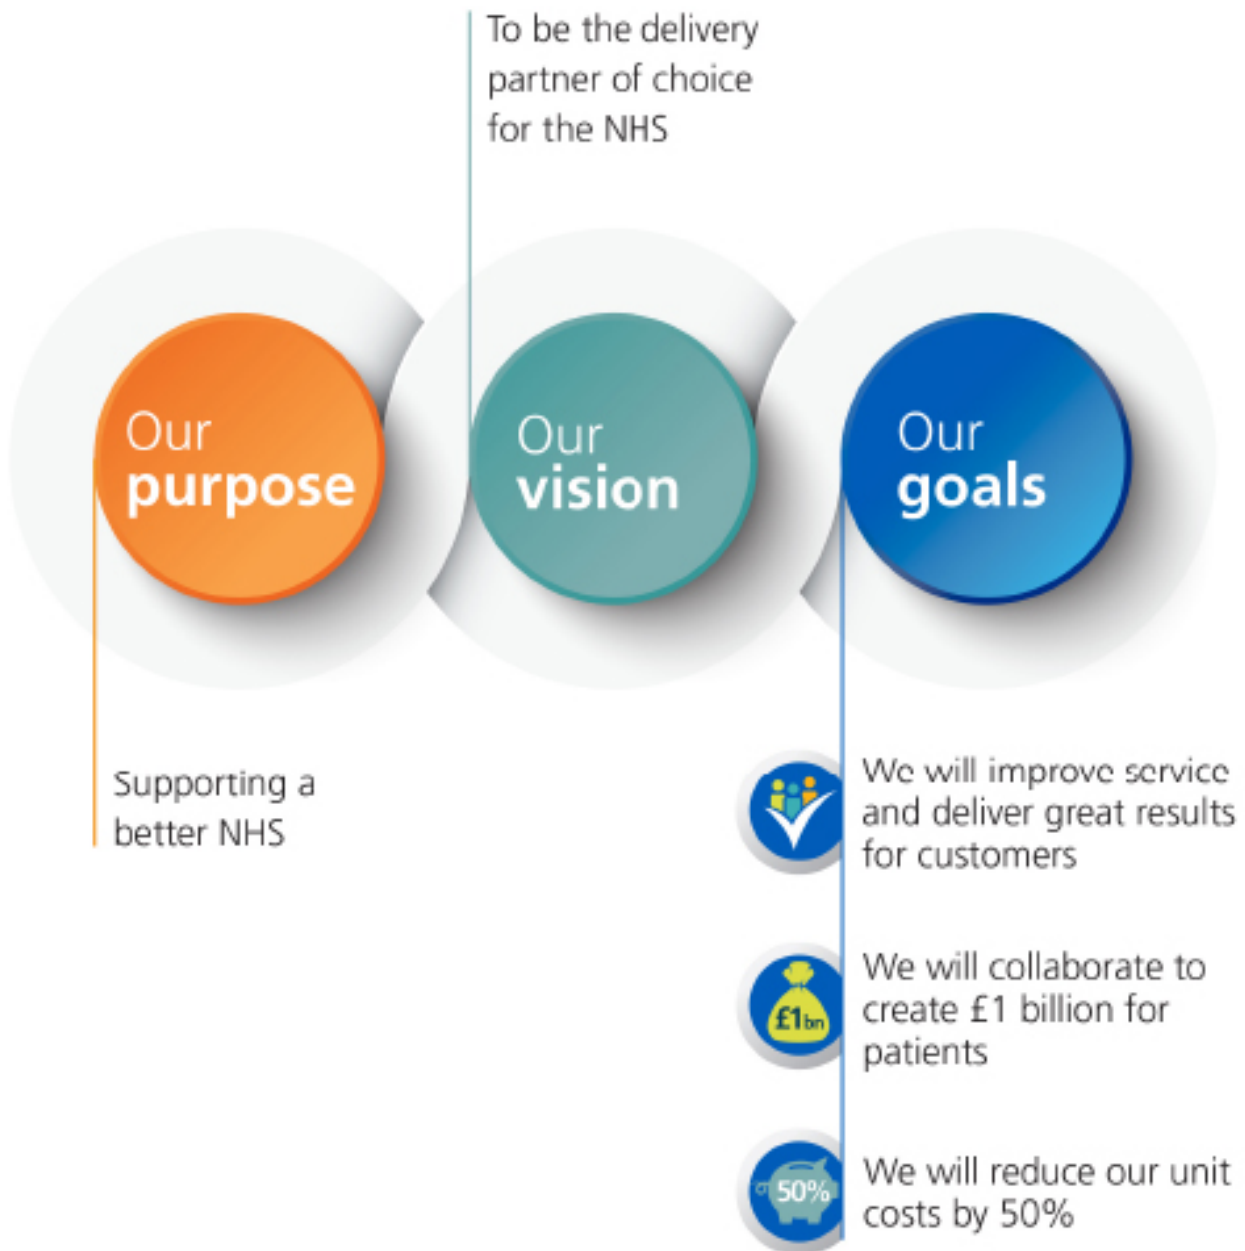 To be the delivery
partner of choice
for the NHS
Our
purpose
Our
vision
Our
goals
Supporting a
better NHS
We will improve service
and deliver great results
for customers
£1bn
We will collaborate to
create £1 billion for
patients
50%
We will reduce our unit
costs by 50%